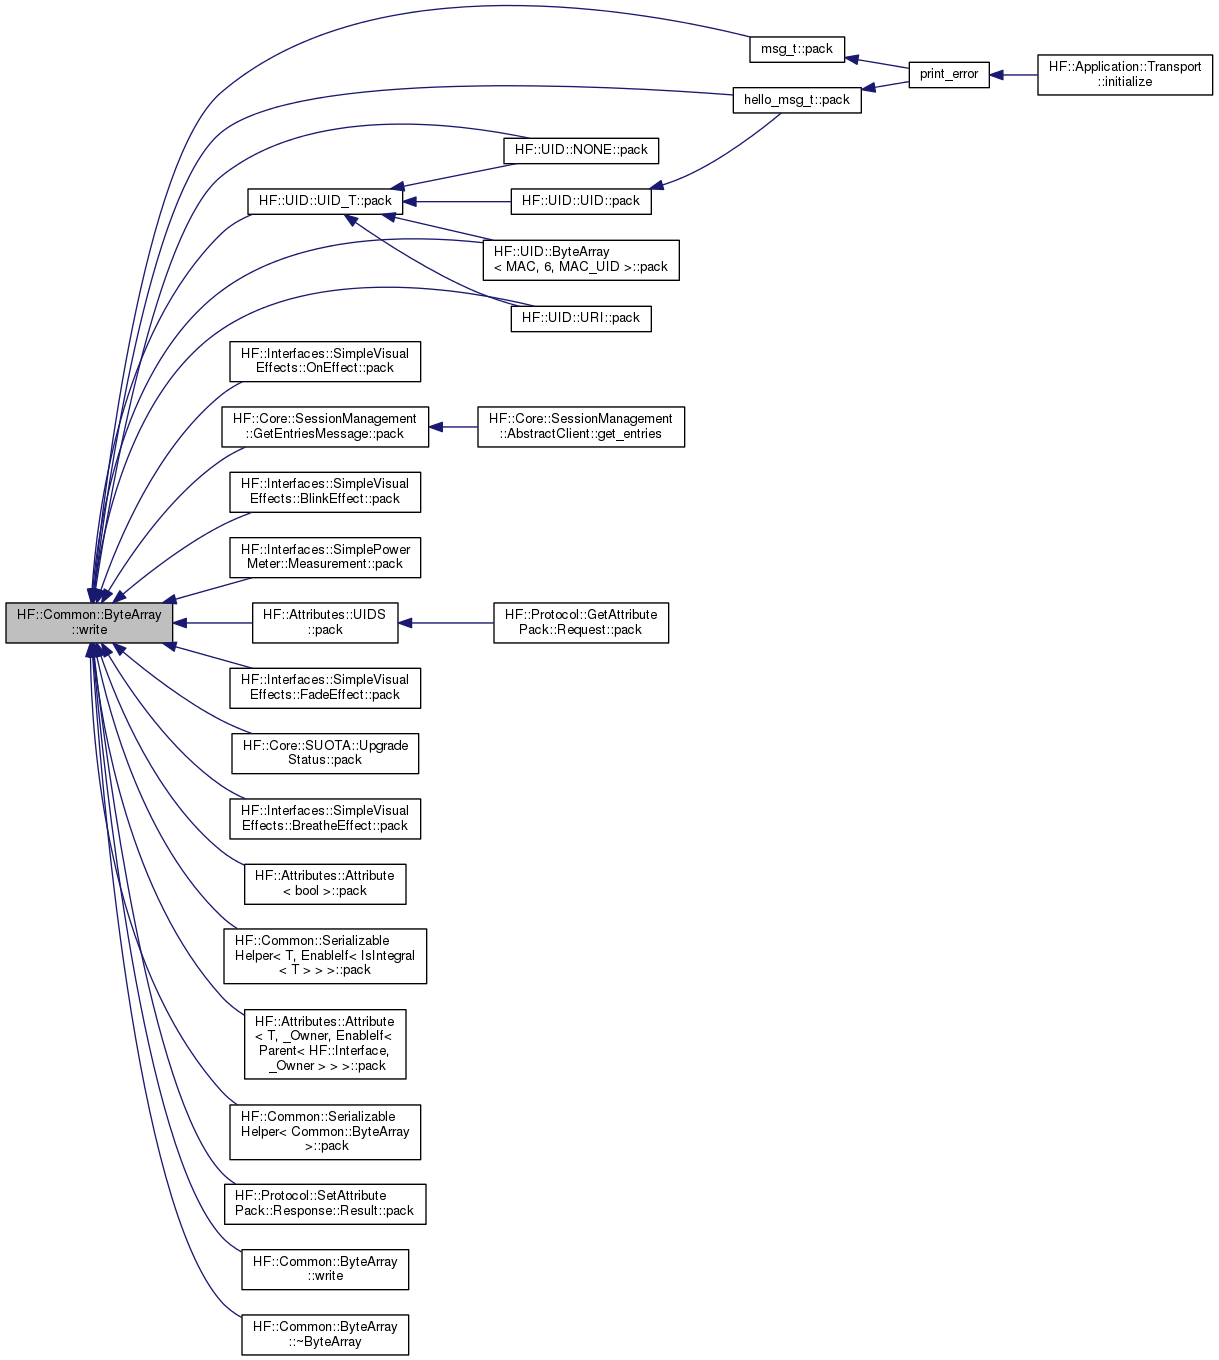 msg_t::pack
print_error
HF::Application::Transport
::initialize
hello_msg_t::pack
HF::UID::NONE::pack
HF::UID::UID_T::pack
HF::UID::UID::pack
HF::UID::ByteArray
< MAC, 6, MAC_UID >::pack
HF::UID::URI::pack
HF::Interfaces::SimpleVisual
Effects::OnEffect::pack
HF::Core::SessionManagement
::GetEntriesMessage::pack
HF::Core::SessionManagement
::AbstractClient::get_entries
HF::Interfaces::SimpleVisual
Effects::BlinkEffect::pack
HF::Interfaces::SimplePower
Meter::Measurement::pack
HF::Common::ByteArray
::write
HF::Attributes::UIDS
::pack
HF::Protocol::GetAttribute
Pack::Request::pack
HF::Interfaces::SimpleVisual
Effects::FadeEffect::pack
HF::Core::SUOTA::Upgrade
Status::pack
HF::Interfaces::SimpleVisual
Effects::BreatheEffect::pack
HF::Attributes::Attribute
< bool >::pack
HF::Common::Serializable
Helper< T, EnableIf< IsIntegral
< T > > >::pack
HF::Attributes::Attribute
< T, _Owner, EnableIf<
Parent< HF::Interface,
_Owner > > >::pack
HF::Common::Serializable
Helper< Common::ByteArray
>::pack
HF::Protocol::SetAttribute
Pack::Response::Result::pack
HF::Common::ByteArray
::write
HF::Common::ByteArray
::~ByteArray